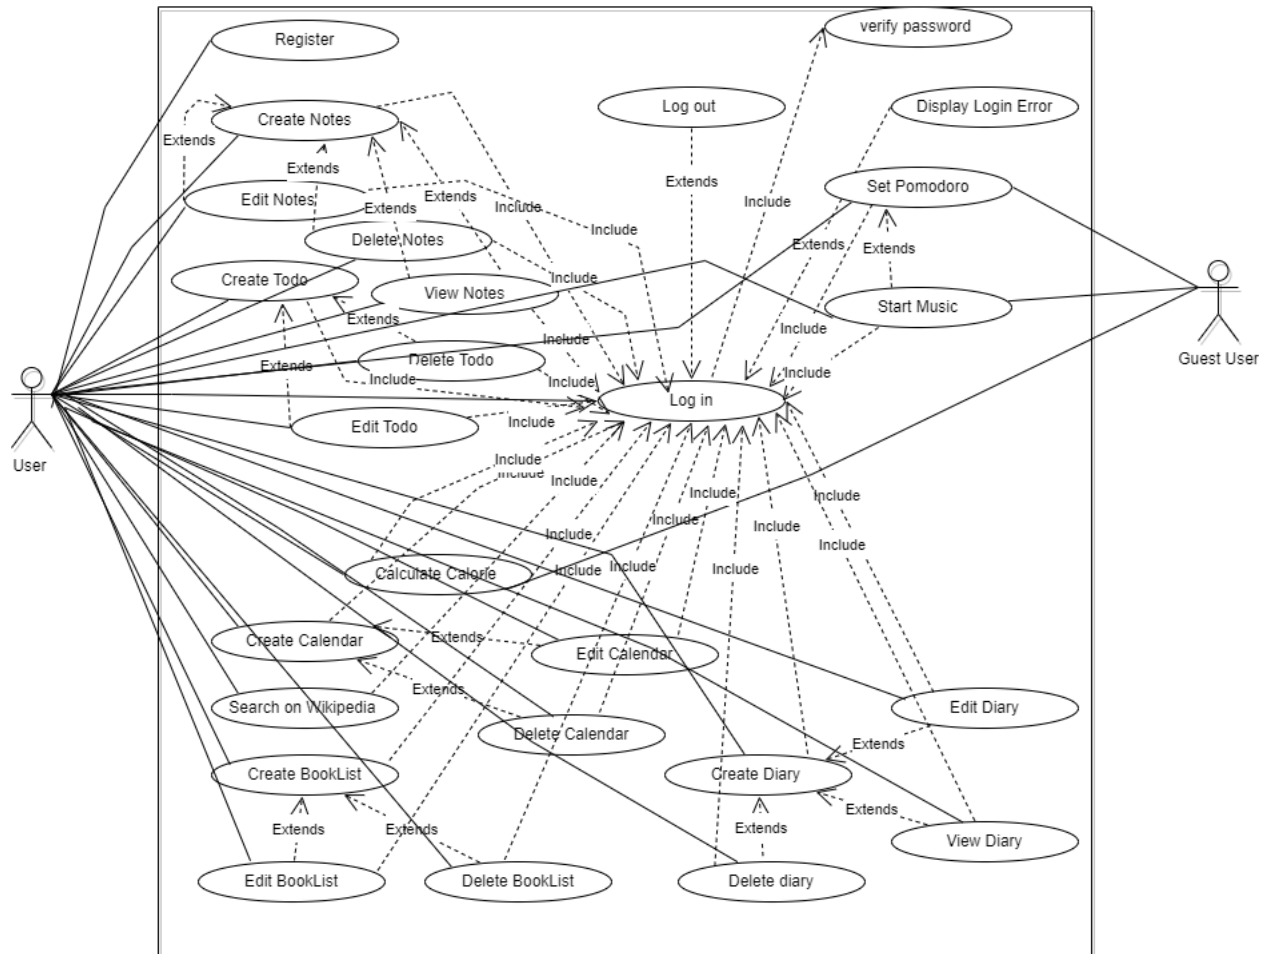 verify password
Register
Log out
Display Login Error
Create Notes
Extends
Extends
Extends
Set Pomodoro
Edit Notes
Extends
Include
Include
Extends
Include
Delete Notes
Include
Extends
Extends
Create Todo
Include
View Notes
Start Music
Extends
Include
Include
Guest User
Delete Todo
Extends
Include
Include
Include
Log in
User
Edit Todo
Include
Include
Include
Include
Include
Include
Include
Include
Include
Include
Include
Include
Include
Include
Calculate Calorie
Create Calendar
Extends
Edit Calendar
Extends
Search on Wikipedia
Edit Diary
Delete Calendar
Extends
Create BookList
Create Diary
Extends
Extends
Extends
Extends
View Diary
Edit BookList
Delete BookList
Delete diary